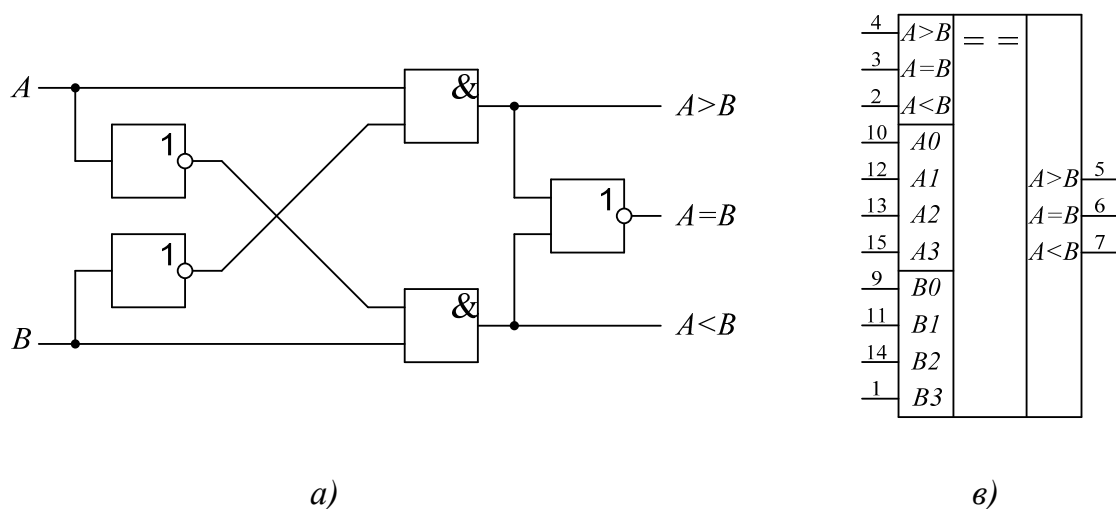 A
1
1
B
&
&
1
A>B
A=B
A<B
4 A>B
3 A=B
2 A<B
10 A0
12 A1
13 A2
15 A3
9 B0
11 B1
14 B2
1 B3
= =
A>B 5
A=B 6
A<B 7
а)
в)